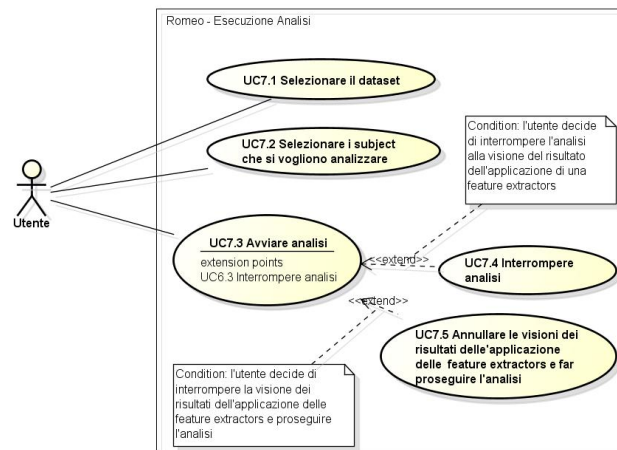 Romeo - Esecuzione Analisi
UC7.1 Selezionare il dataset
UC7.2 Selezionare i subject
che si vogliono analizzare
Condition: l'utente decide
di interrompere l'analisi
alla visione del risultato
dell'applicazione di una
feature extractors
Utente
UC7.3 Avviare analisi
extension points
UC6.3 Interrompere analisi
<<extend>>
UC7.4 Interrompere
analisi
<<extend>>
UC7.5 Annullare le visioni dei
risultati delle'applicazione
delle feature extractors e far
proseguire l'analisi
Condition: l'utente decide di
interrompere la visione dei
risultati dell'applicazione delle
feature extractors e proseguire
l'analisi